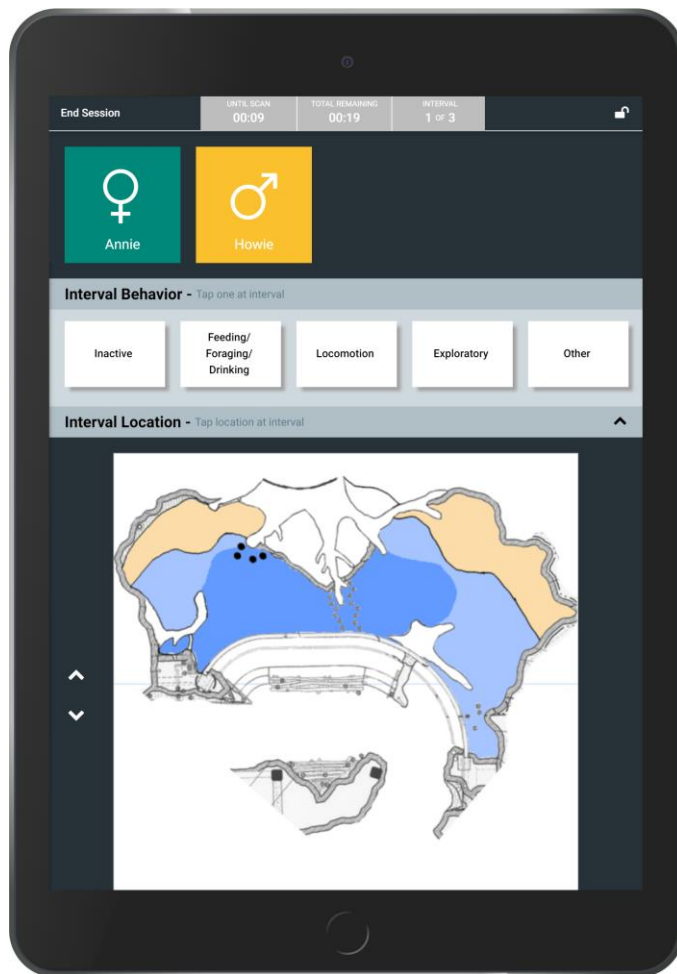 End Session
UNTIL SCAN
00:09
TOTAL REMAINING
00:19
INTERVAL
1 OF 3
Annie
Howie
Interval Behavior - Tap one at interval
Inactive
Feeding/
Foraging/
Drinking
Locomotion
Exploratory
Other
Interval Location - Tap location at interval